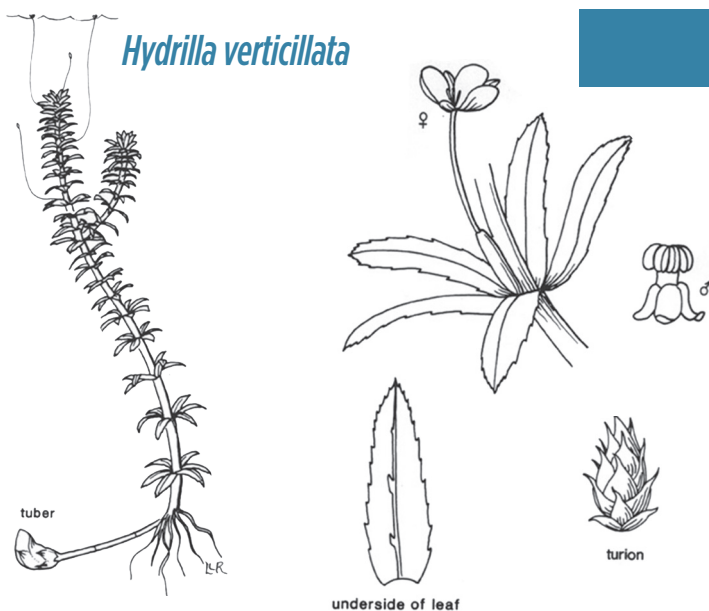 Hydrilla verticillata
♀
♂
tuber
LLR
turion
underside of leaf